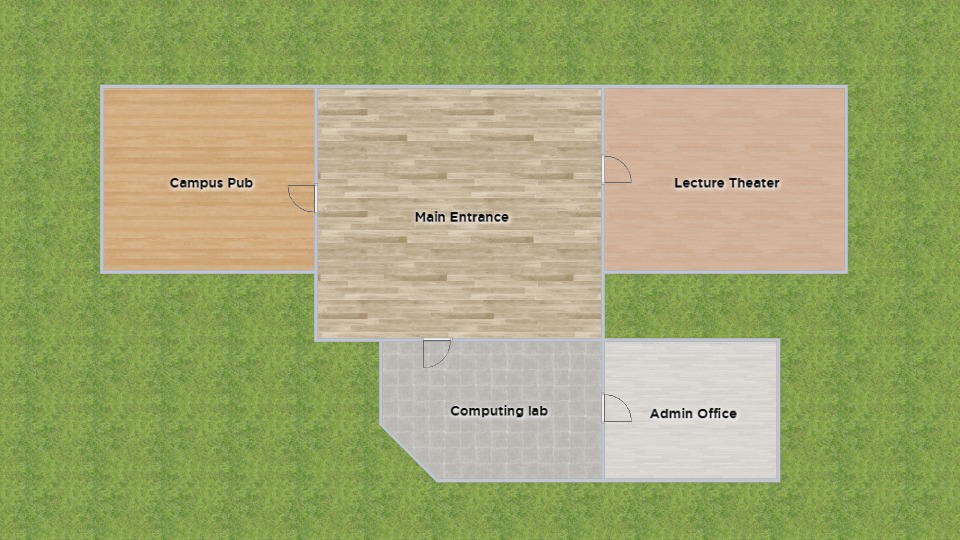 Campus Pub
Lecture Theater
Main Entrance
Computing lab
Admin Office